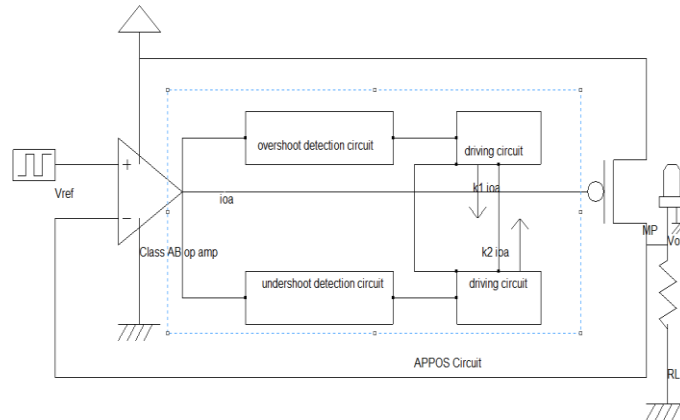 overshoot detection circuit
driving circuit
+
Vref
ioa
k1 ioa
−
Class AB op amp
k2 ioa
MP
Vo
undershoot detection circuit
driving circuit
APPOS Circuit
RL